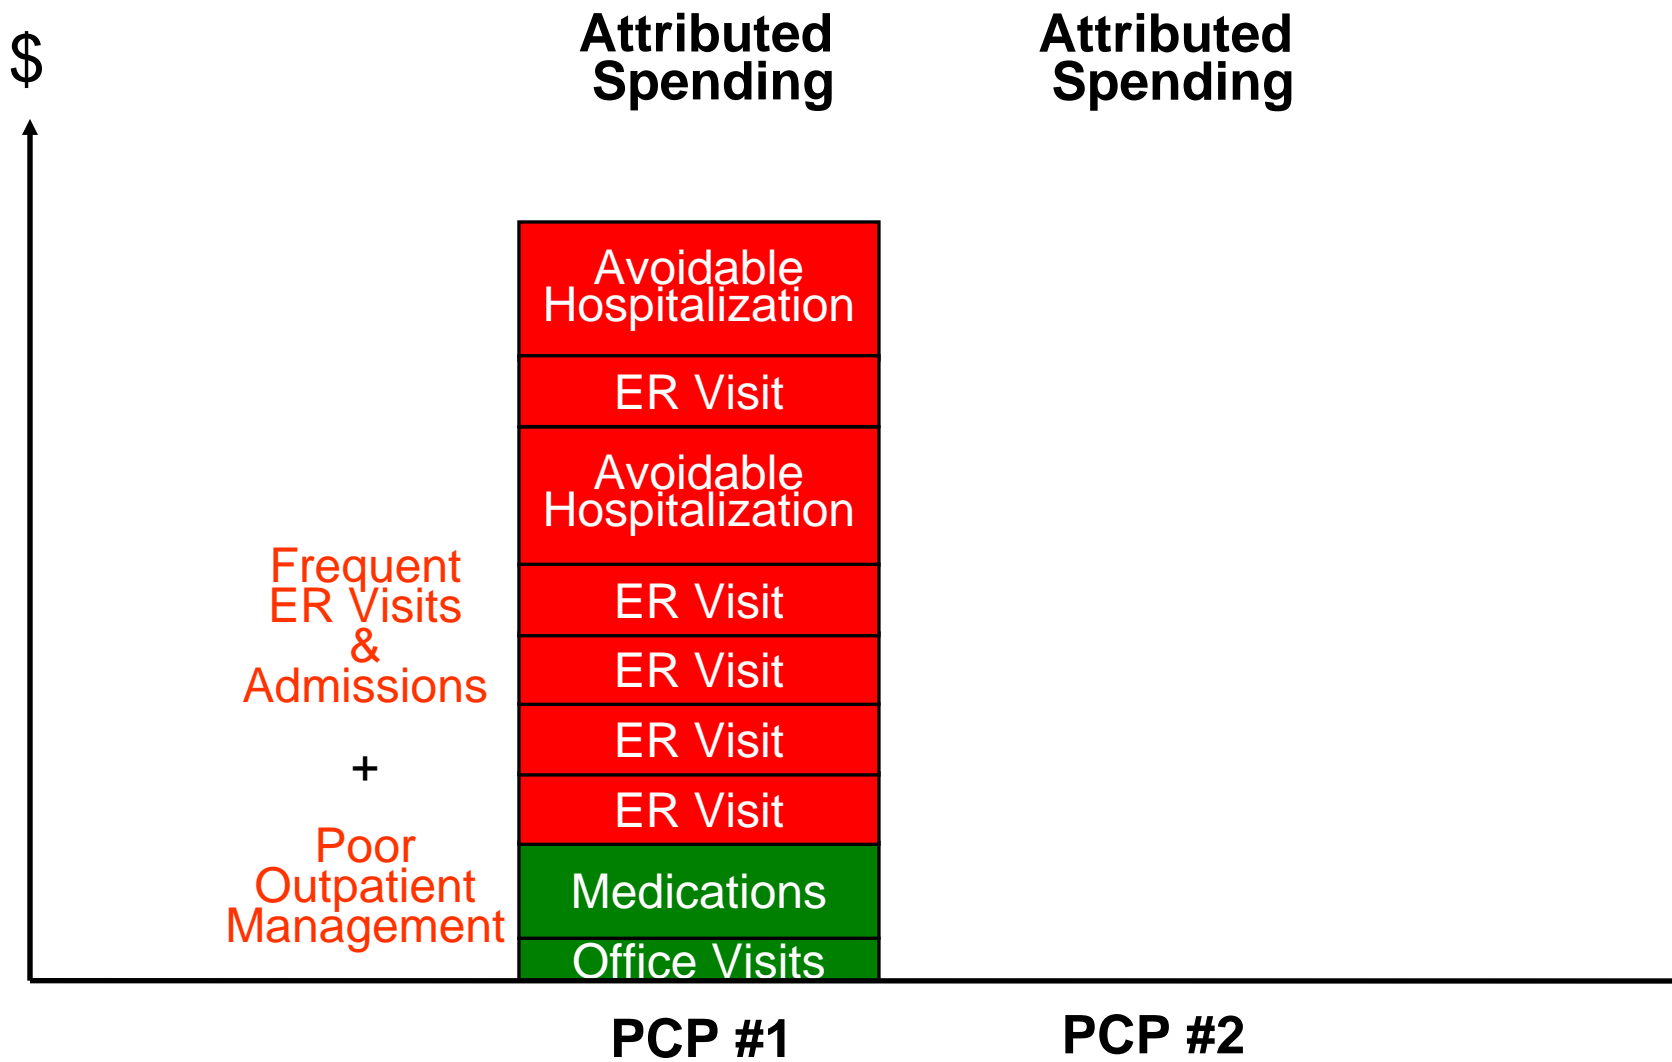 $
Attributed
Spending
Attributed
Spending
Avoidable
Hospitalization
ER Visit
Avoidable
Hospitalization
Frequent
ER Visits
&
Admissions
+
Poor
Outpatient
Management
ER Visit
ER Visit
ER Visit
ER Visit
Medications
Office Visits
PCP #1
PCP #2